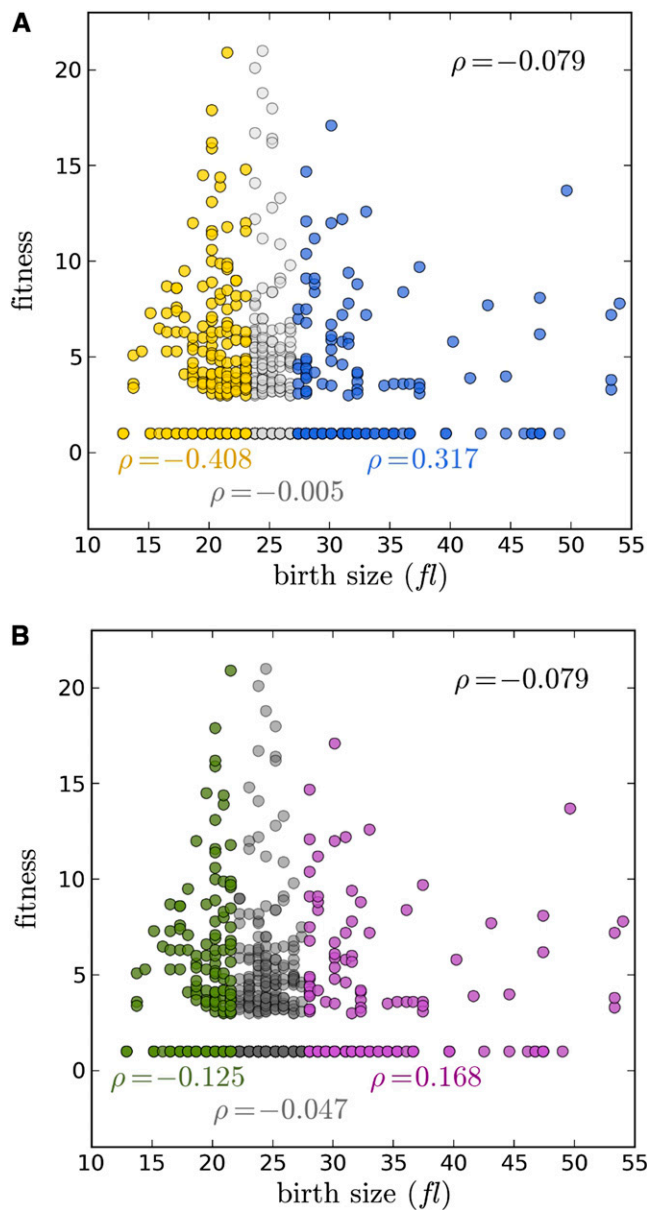 A
ρ=−0.079
20
15
10
5
0
fitness
ρ=−0.408
ρ=0.317
ρ=−0.005
10 15 20 25 30 35 40 45 50 55
birth size (fl)
B
ρ=−0.079
20
15
10
5
0
fitness
ρ=−0.125
ρ=0.168
ρ=−0.047
10 15 20 25 30 35 40 45 50 55
birth size (fl)